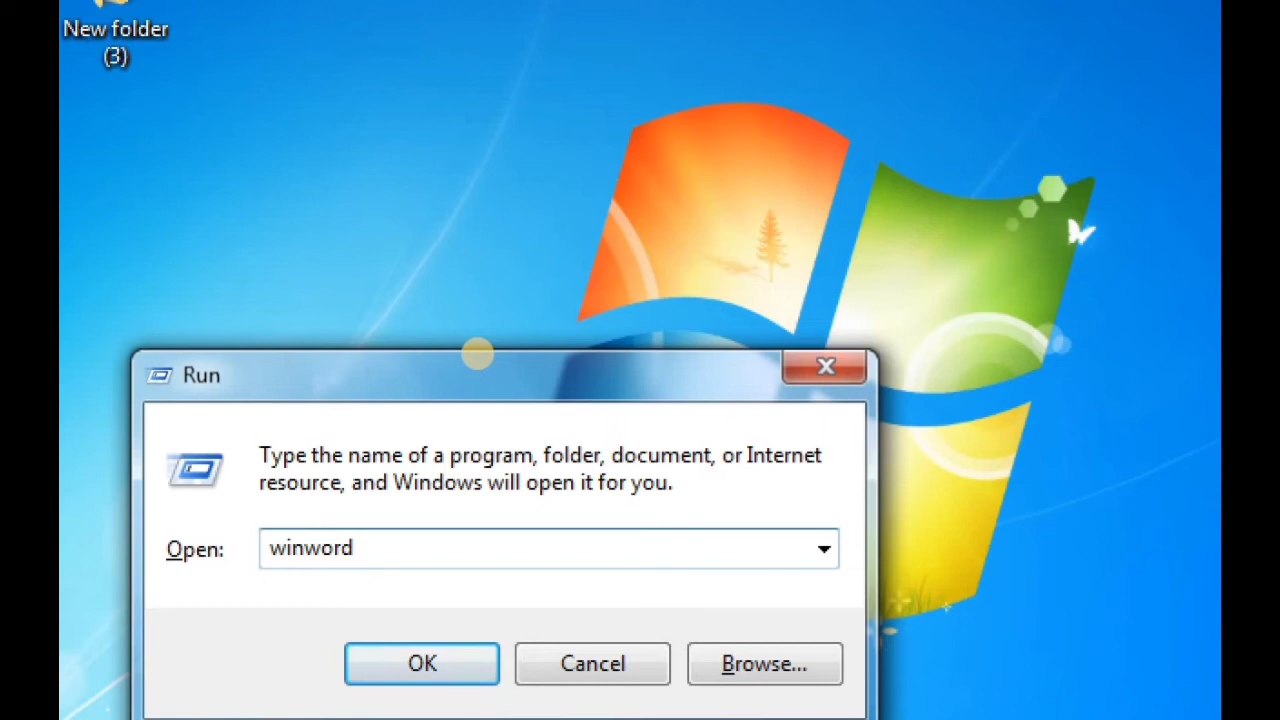 New folder
(3)
Run
Type the name of a program, folder, document, or Internet
resource, and Windows will open it for you.
Open:
winword
OK
Cancel
Browse...